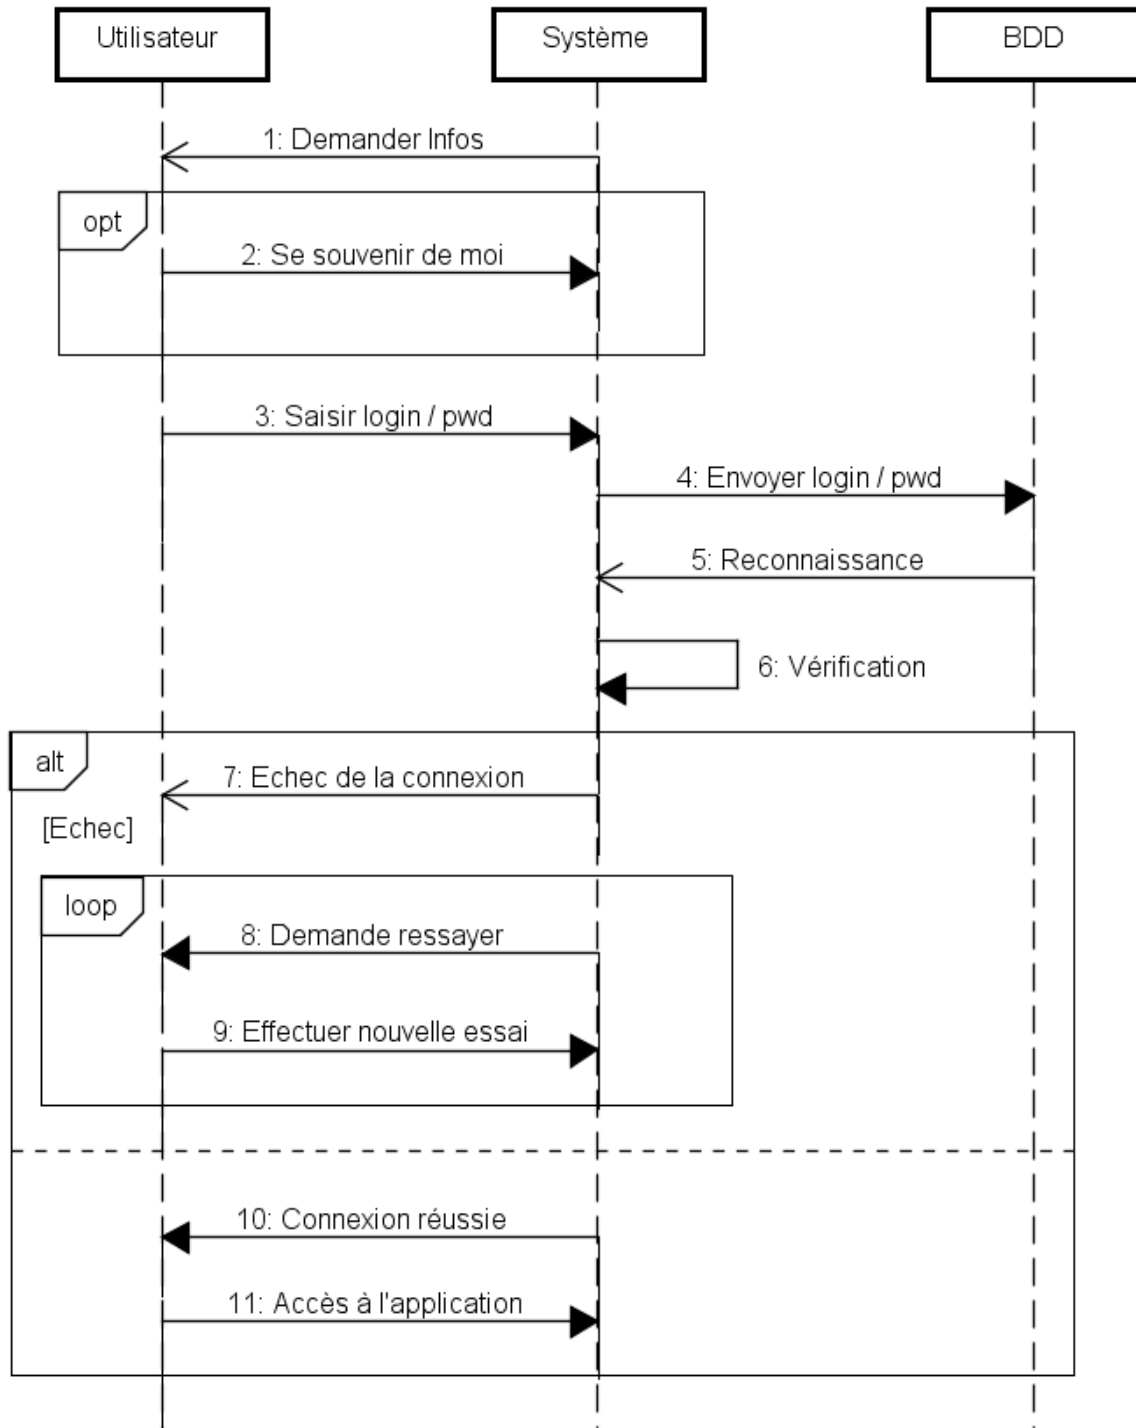 Utilisateur
Système
BDD
1: Demander Infos
opt
2: Se souvenir de moi
3: Saisir login / pwd
4: Envoyer login / pwd
5: Reconnaissance
6: Vérification
alt
7: Echec de la connexion
[Echec]
loop
8: Demande ressayer
9: Effectuer nouvelle essai
10: Connexion réussie
11: Accès à l'application